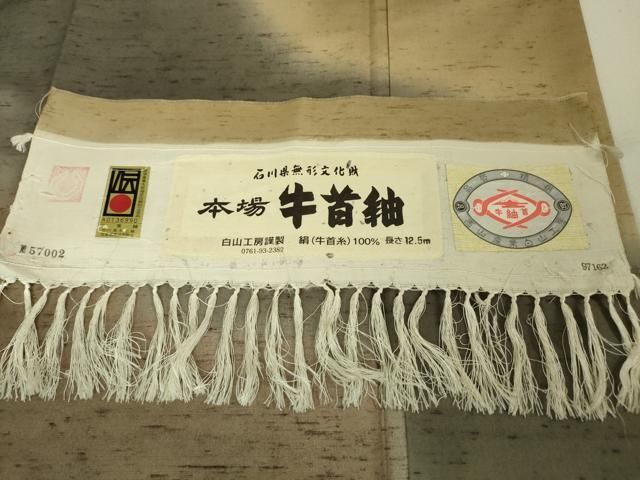 石川県無形文化財
本場 牛首紬
白山工房謹製 絹(牛首糸)100% 長さ12.5m
0761-93-2382
伝
57002
牛首紬
97162